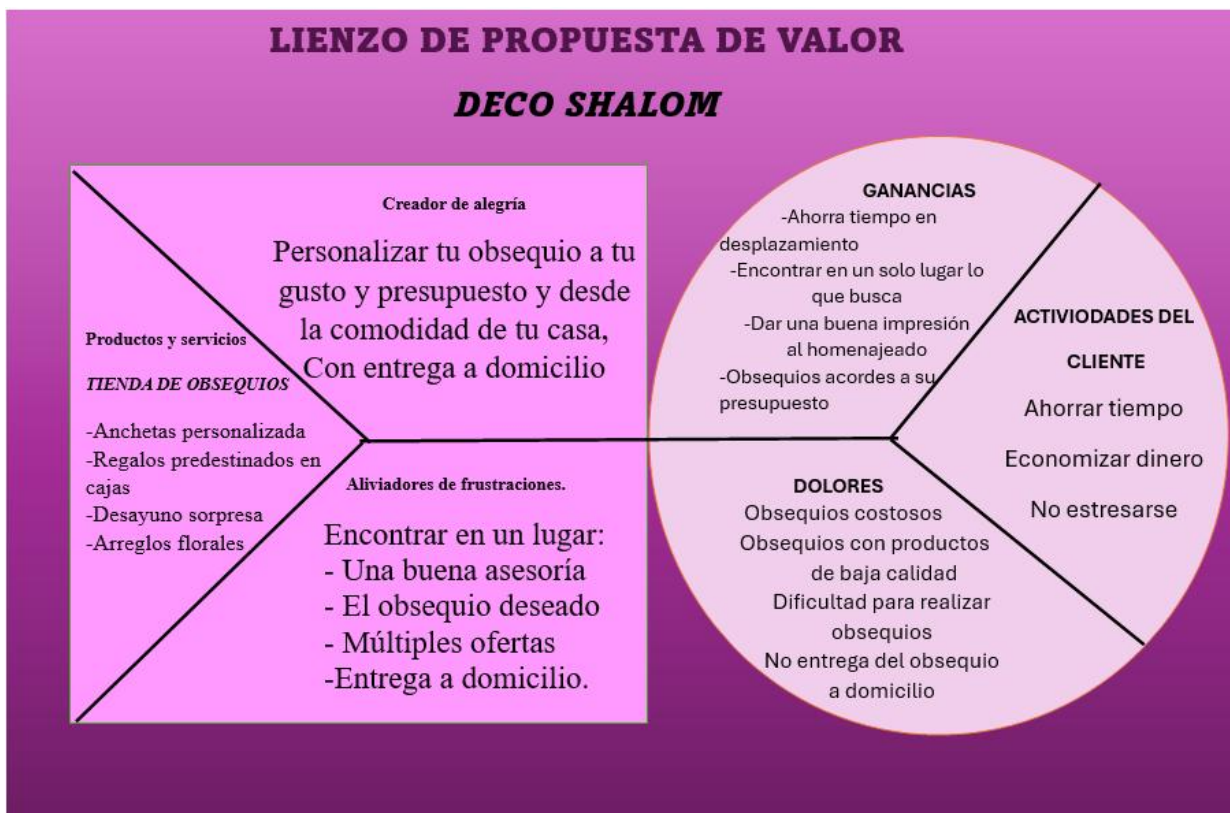 LIENZO DE PROPUESTA DE VALOR
DECO SHALOM
Creador de alegría
Personalizar tu obsequio a tu
gusto y presupuesto y desde
la comodidad de tu casa,
Con entrega a domicilio
Productos y servicios
TIENDA DE OBSEQUIOS
-Anchetas personalizada
-Regalos predestinados en
cajas
-Desayuno sorpresa
-Arreglos florales
Aliviadores de frustraciones.
Encontrar en un lugar:
- Una buena asesoría
- El obsequio deseado
- Múltiples ofertas
-Entrega a domicilio.
GANANCIAS
-Ahorra tiempo en
desplazamiento
-Encontrar en un solo lugar lo
que busca
-Dar una buena impresión
al homenajeado
-Obsequios acordes a su
presupuesto
ACTIVIODADES DEL
CLIENTE
Ahorrar tiempo
Economizar dinero
No estresarse
DOLORES
Obsequios costosos
Obsequios con productos
de baja calidad
Dificultad para realizar
obsequios
No entrega del obsequio
a domicilio